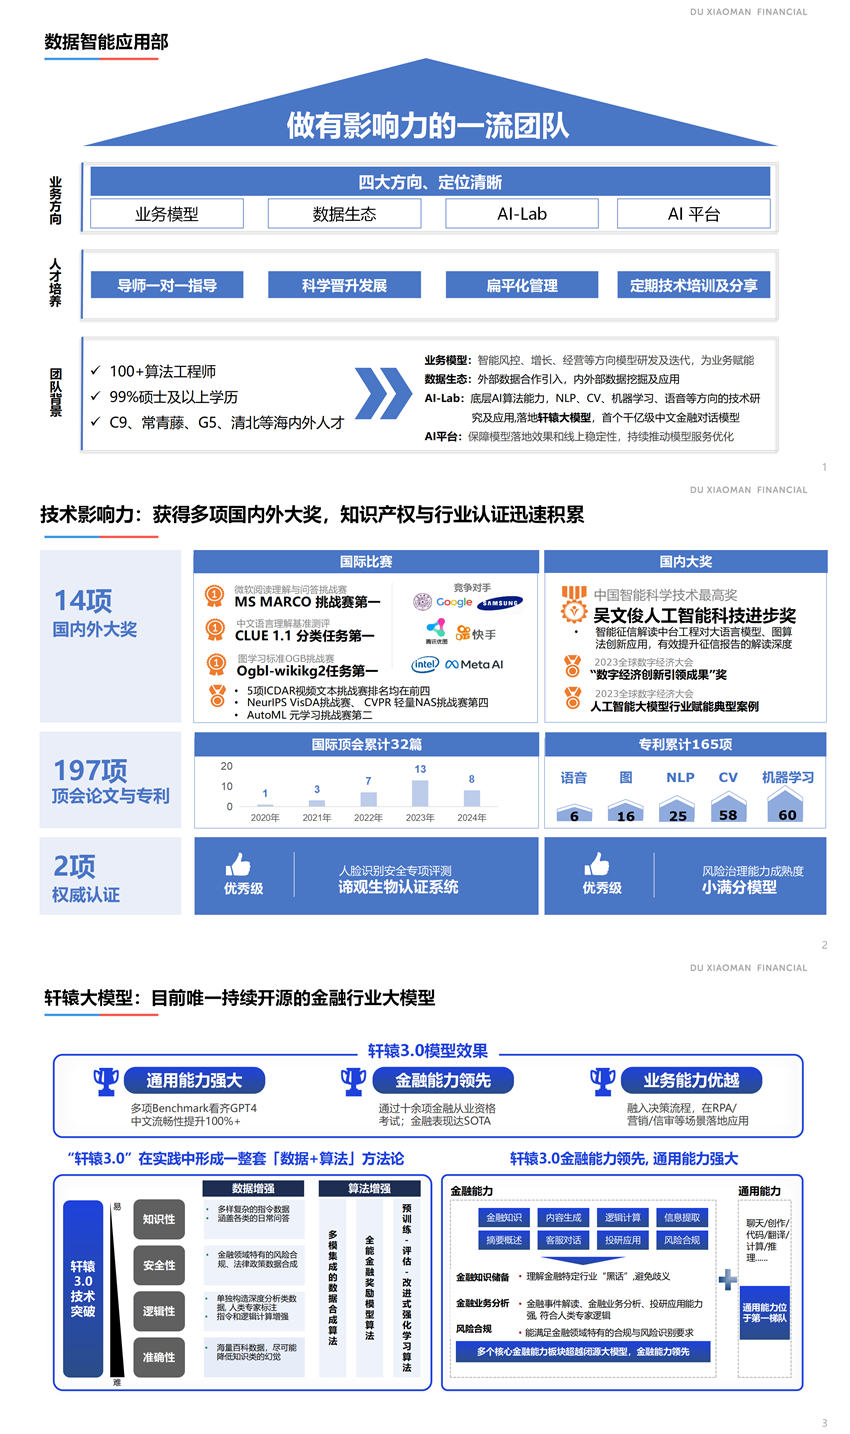 DU XIAOMAN FINANCIAL
数据智能应用部
做有影响力的一流团队
业务方向
四大方向、定位清晰
业务模型
数据生态
AI-Lab
AI 平台
人才培养
导师一对一指导
科学晋升发展
扁平化管理
定期技术培训及分享
团队背景
✓ 100+算法工程师
✓ 99%硕士及以上学历
✓ C9、常青藤、G5、清北等海内外人才
业务模型：智能风控、增长、经营等方向模型研发及迭代，为业务赋能
数据生态：外部数据合作引入，内外部数据挖掘及应用
AI-Lab：底层AI算法能力，NLP、CV、机器学习、语音等方向的技术研
究及应用,落地轩辕大模型，首个千亿级中文金融对话模型
AI平台：保障模型落地效果和线上稳定性，持续推动模型服务优化
1
DU XIAOMAN FINANCIAL
技术影响力：获得多项国内外大奖，知识产权与行业认证迅速积累
14项
国内外大奖
国际比赛
微软阅读理解与问答挑战赛
MS MARCO 挑战赛第一
中文语言理解基准测评
CLUE 1.1 分类任务第一
图学习标准OGB挑战赛
Ogbl-wikikg2任务第一
• 5项ICDAR视频文本挑战赛排名均在前四
• NeurIPS VisDA挑战赛、 CVPR 轻量NAS挑战赛第四
• AutoML 元学习挑战赛第二
竞争对手
Google
SAMSUNG
腾讯优图
快手
intel
Meta AI
国内大奖
中国智能科学技术最高奖
吴文俊人工智能科技进步奖
• 智能征信解读中台工程对大语言模型、图算
法创新应用，有效提升征信报告的解读深度
2023全球数字经济大会
“数字经济创新引领成果”奖
2023全球数字经济大会
人工智能大模型行业赋能典型案例
197项
顶会论文与专利
国际顶会累计32篇
20
10
0
1
3
7
13
8
2020年
2021年
2022年
2023年
2024年
专利累计165项
语音
图
NLP
CV
机器学习
6
16
25
58
60
2项
权威认证
优秀级
人脸识别安全专项评测
谛观生物认证系统
优秀级
风险治理能力成熟度
小满分模型
2
DU XIAOMAN FINANCIAL
轩辕大模型：目前唯一持续开源的金融行业大模型
轩辕3.0模型效果
通用能力强大
多项Benchmark看齐GPT4
中文流畅性提升100%+
金融能力领先
通过十余项金融从业资格
考试；金融表现达SOTA
业务能力优越
融入决策流程，在RPA/
营销/信审等场景落地应用
“轩辕3.0”在实践中形成一整套「数据+算法」方法论
轩辕
3.0
技术
突破
易
难
知识性
安全性
逻辑性
准确性
数据增强
• 多样复杂的指令数据
• 涵盖各类的日常问答
• 金融领域特有的风险合
规、法律政策数据合成
• 单独构造深度分析类数
据, 人类专家标注
• 指令和逻辑计算增强
• 海量百科数据，尽可能
降低知识类的幻觉
算法增强
多模集成的数据合成算法
全能金融奖励模型算法
预训练-评估-改进式强化学习算法
轩辕3.0金融能力领先, 通用能力强大
金融能力
金融知识
内容生成
逻辑计算
信息提取
摘要概述
客服对话
投研应用
风险合规
金融知识储备
• 理解金融特定行业“黑话”,避免歧义
金融业务分析
• 金融事件解读、金融业务分析、投研应用能力
强, 符合人类专家逻辑
风险合规
• 能满足金融领域特有的合规与风险识别要求
多个核心金融能力板块超越闭源大模型，金融能力领先
通用能力
聊天/创作/
代码/翻译/
计算/推
理......
通用能力位
于第一梯队
3